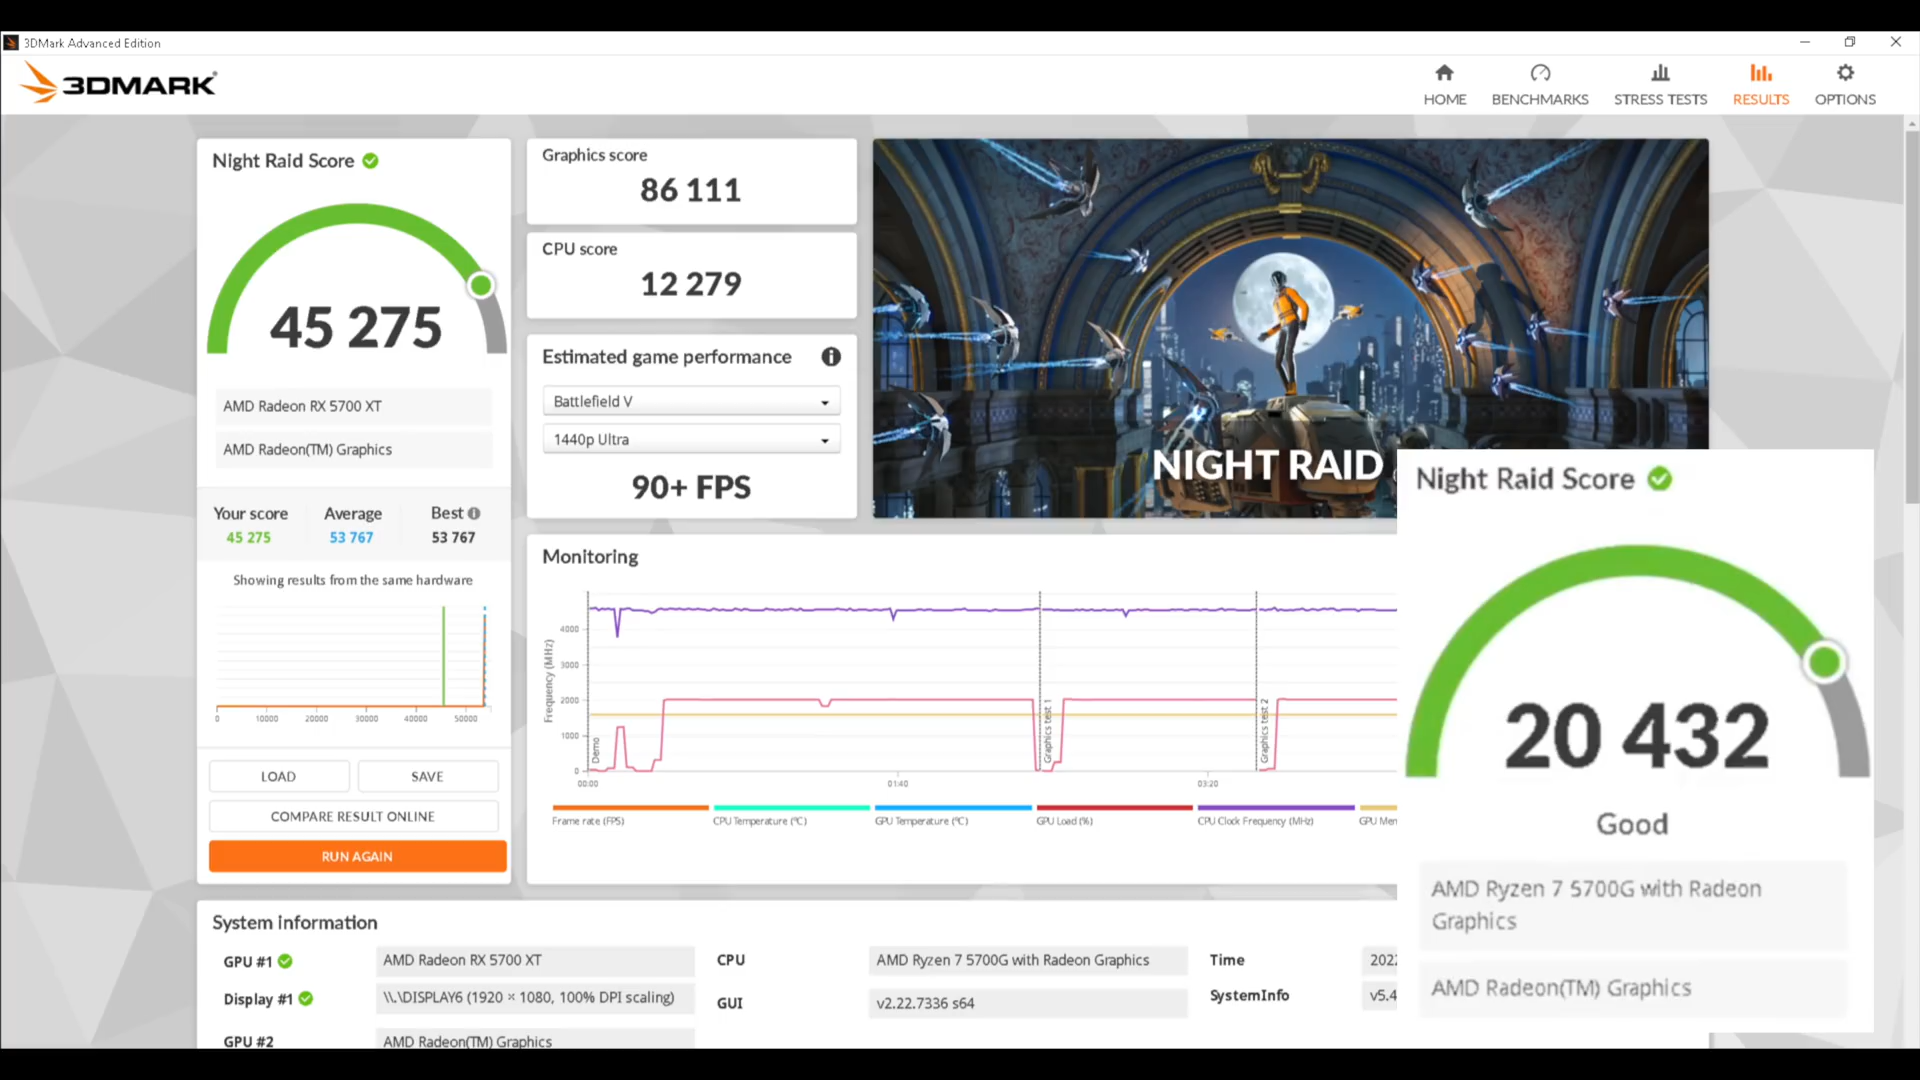 3DMark Advanced Edition
3DMARK
HOME
BENCHMARKS
STRESS TESTS
RESULTS
OPTIONS
Night Raid Score
45 275
AMD Radeon RX 5700 XT
AMD Radeon(TM) Graphics
Your score
Average
Best
45 275
53 767
53 767
Showing results from the same hardware
0 10000 20000 30000 40000 50000
LOAD
SAVE
COMPARE RESULT ONLINE
RUN AGAIN
Graphics score
86 111
CPU score
12 279
Estimated game performance
Battlefield V
1440p Ultra
90+ FPS
NIGHT RAID
Monitoring
Frequency (MHz)
4000
3000
2000
1000
0
Demo
Graphics test 1
Graphics test 2
00:00 01:40 03:20
Frame rate (FPS)
CPU Temperature (°C)
GPU Temperature (°C)
GPU Load (%)
CPU Clock Frequency (MHz)
GPU Mem
Night Raid Score
20 432
Good
AMD Ryzen 7 5700G with Radeon
Graphics
AMD Radeon(TM) Graphics
System information
GPU #1
AMD Radeon RX 5700 XT
CPU
AMD Ryzen 7 5700G with Radeon Graphics
Time
2022
Display #1
\\.\DISPLAY6 (1920 × 1080, 100% DPI scaling)
GUI
v2.22.7336 s64
SystemInfo
v5.4
GPU #2
AMD Radeon(TM) Graphics